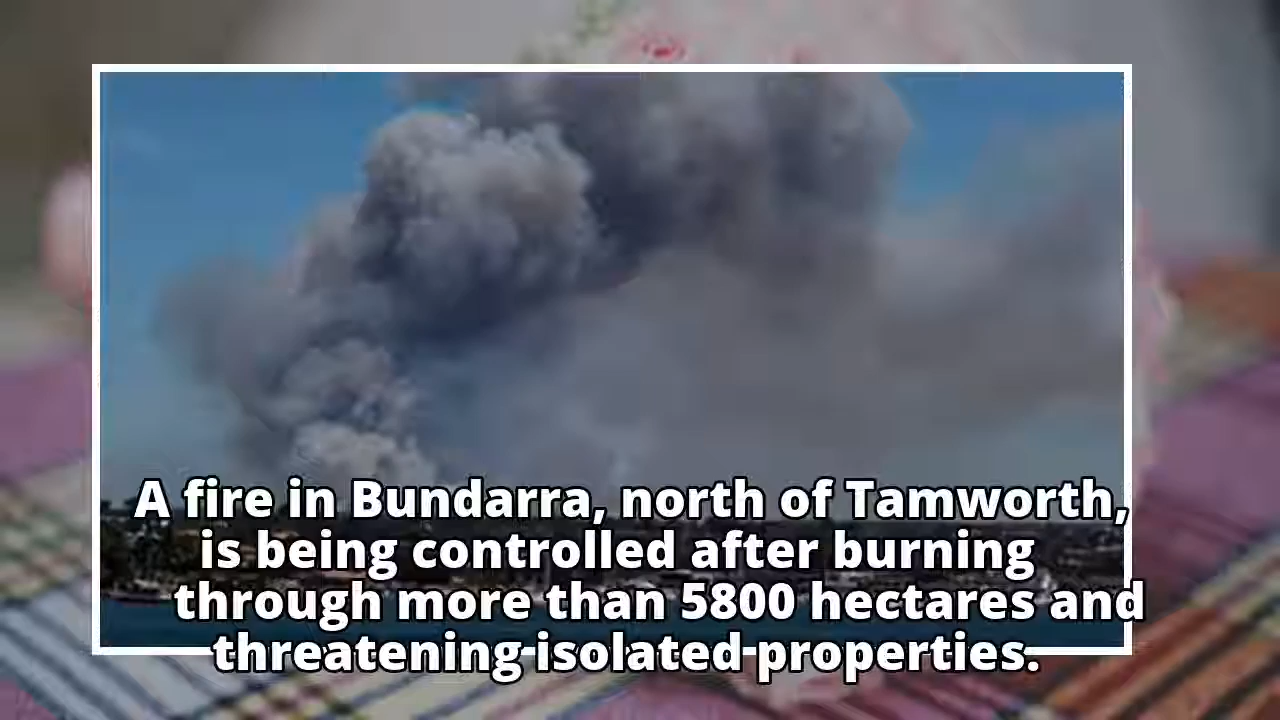 A fire in Bundarra, north of Tamworth,
is being controlled after burning
through more than 5800 hectares and
threatening isolated properties.